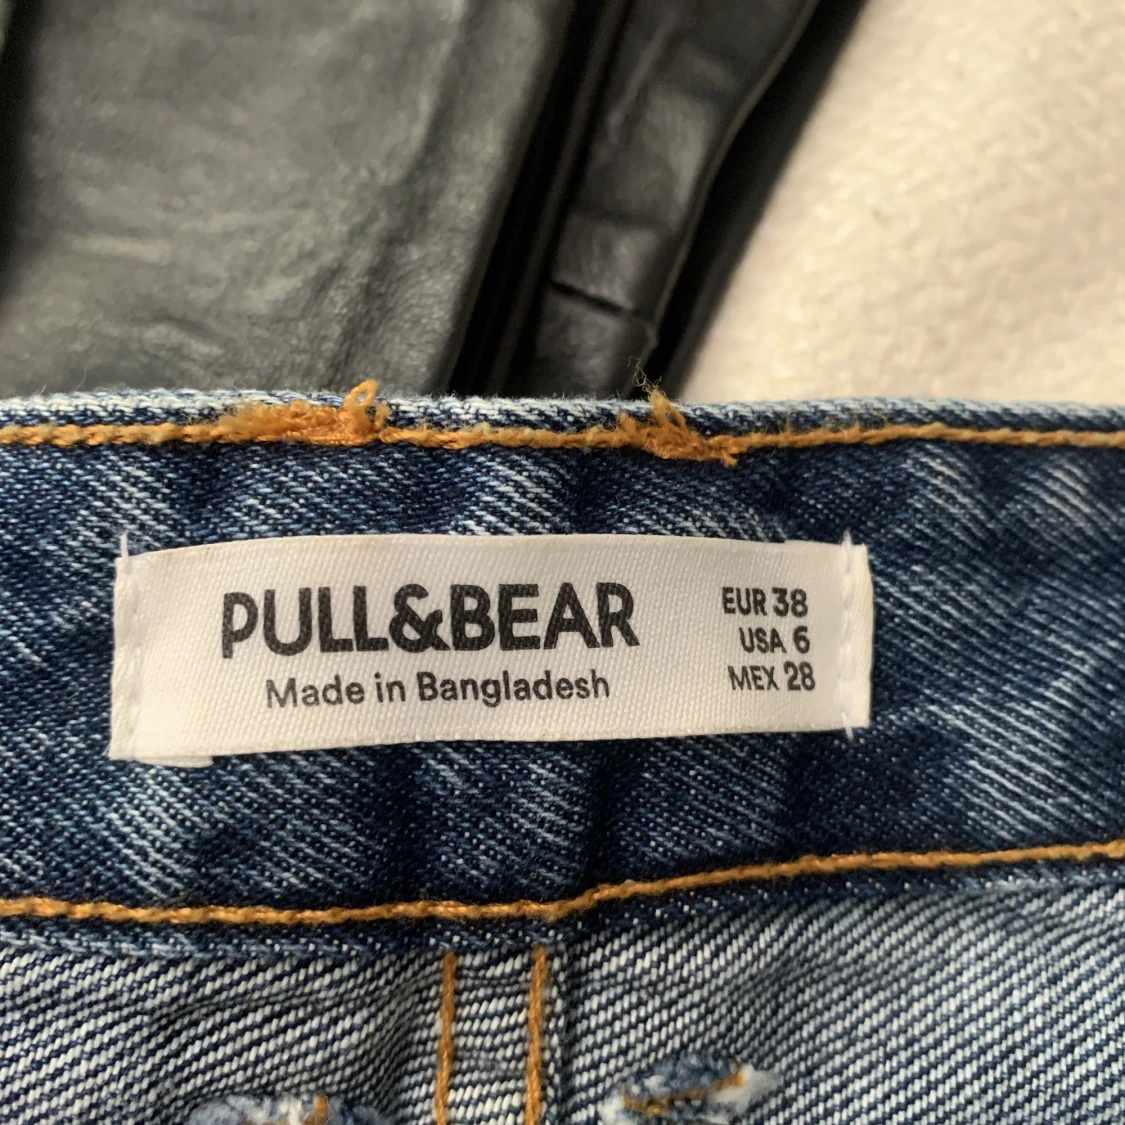 PULL&BEAR
Made in Bangladesh
EUR 38
USA 6
MEX 28